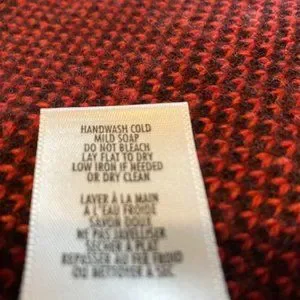 HANDWASH COLD
MILD SOAP
DO NOT BLEACH
LAY FLAT TO DRY
LOW IRON IF NEEDED
OR DRY CLEAN
LAVER À LA MAIN
À L'EAU FROIDE
SAVON DOUX
NE PAS JAVELLISER
SÉCHER À PLAT
REPASSER AU FER FROID
OU NETTOYER À SEC